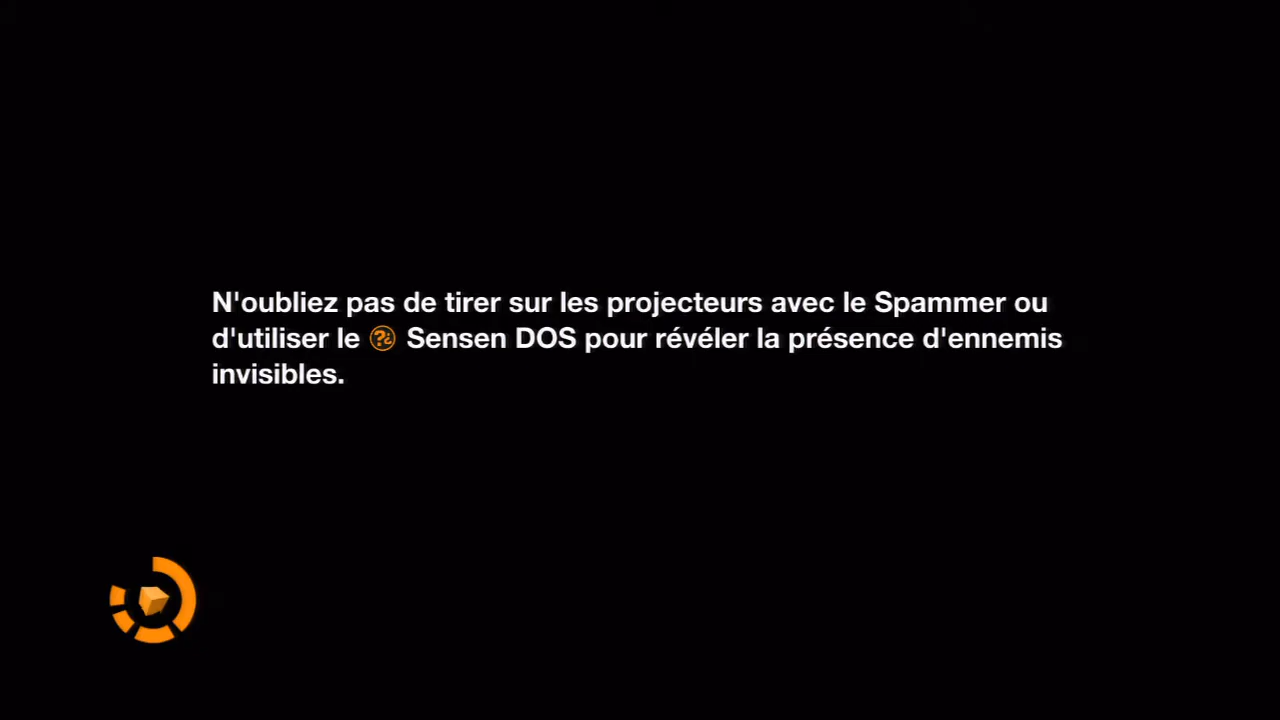 N'oubliez pas de tirer sur les projecteurs avec le Spammer ou
d'utiliser le ?¿ Sensen DOS pour révéler la présence d'ennemis
invisibles.